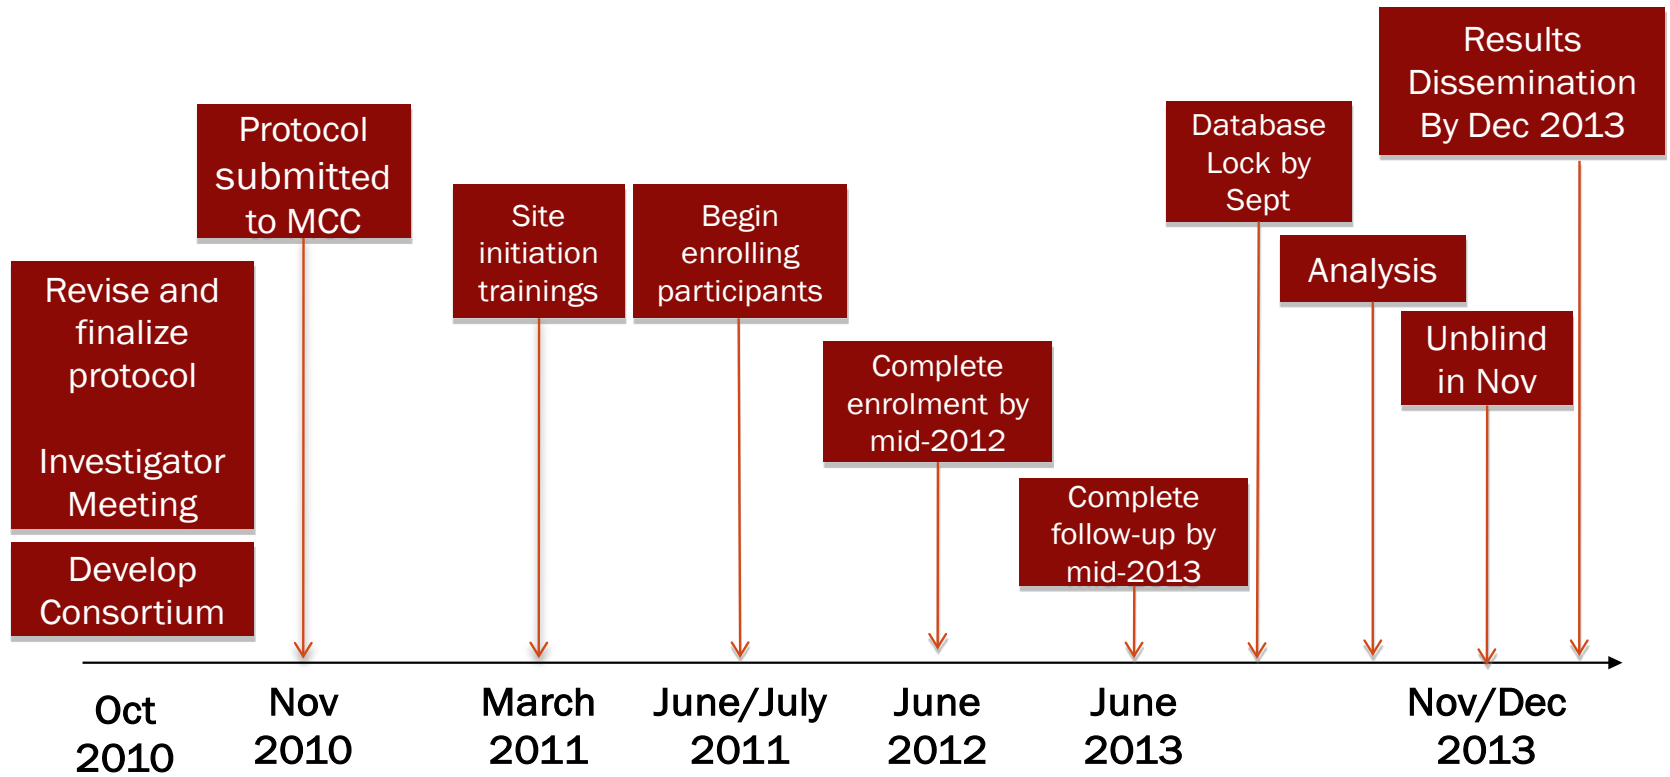 Revise and
finalize
protocol
Investigator
Meeting
Develop
Consortium
Protocol
submitted
to MCC
Site
initiation
trainings
Begin
enrolling
participants
Complete
enrolment by
mid-2012
Complete
follow-up by
mid-2013
Database
Lock by
Sept
Analysis
Unblind
in Nov
Results
Dissemination
By Dec 2013
Oct
2010
Nov
2010
March
2011
June/July
2011
June
2012
June
2013
Nov/Dec
2013